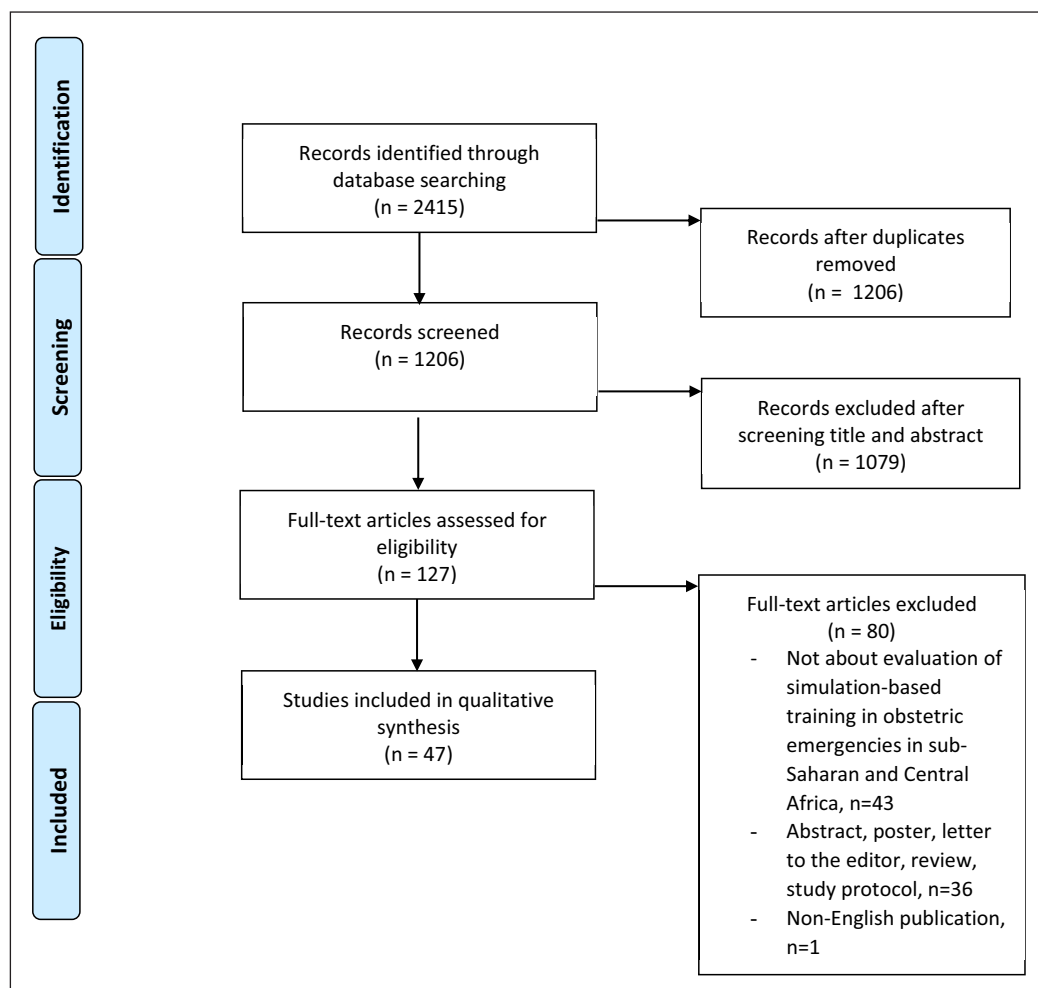 Identification
Records identified through
database searching
(n = 2415)
Records after duplicates
removed
(n = 1206)
Screening
Records screened
(n = 1206)
Records excluded after
screening title and abstract
(n = 1079)
Eligibility
Full-text articles assessed for
eligibility
(n = 127)
Full-text articles excluded
(n = 80)
- Not about evaluation of
simulation-based
training in obstetric
emergencies in sub-
Saharan and Central
Africa, n=43
- Abstract, poster, letter
to the editor, review,
study protocol, n=36
- Non-English publication,
n=1
Included
Studies included in qualitative
synthesis
(n = 47)